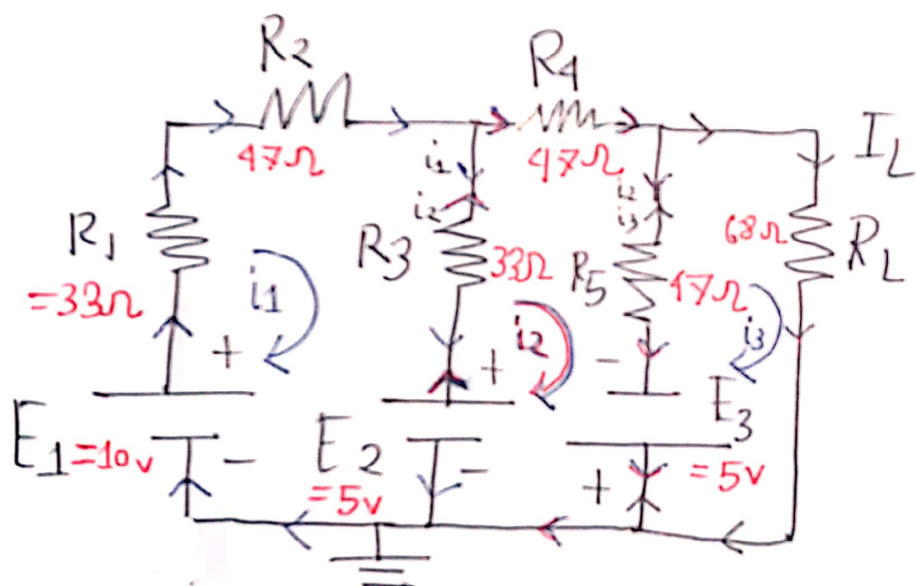 R2
R4
47Ω
47Ω
IL
i1
i2
i2
i3
R1
=33Ω
i1
R3
33Ω
R5
47Ω
68Ω
RL
i2
i3
+
+
-
E1=10v
-
E2
=5v
-
E3
=5v
+